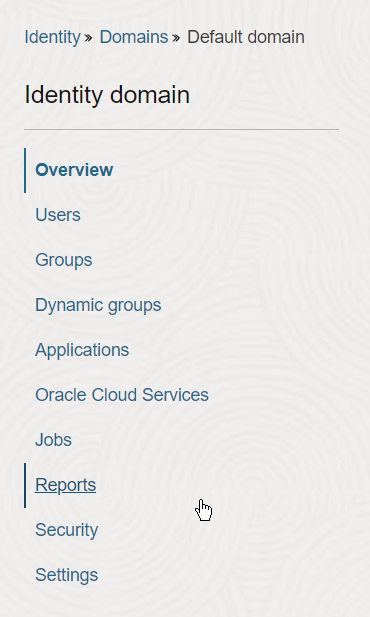 Identity » Domains » Default domain
Identity domain
Overview
Users
Groups
Dynamic groups
Applications
Oracle Cloud Services
Jobs
Reports
Security
Settings